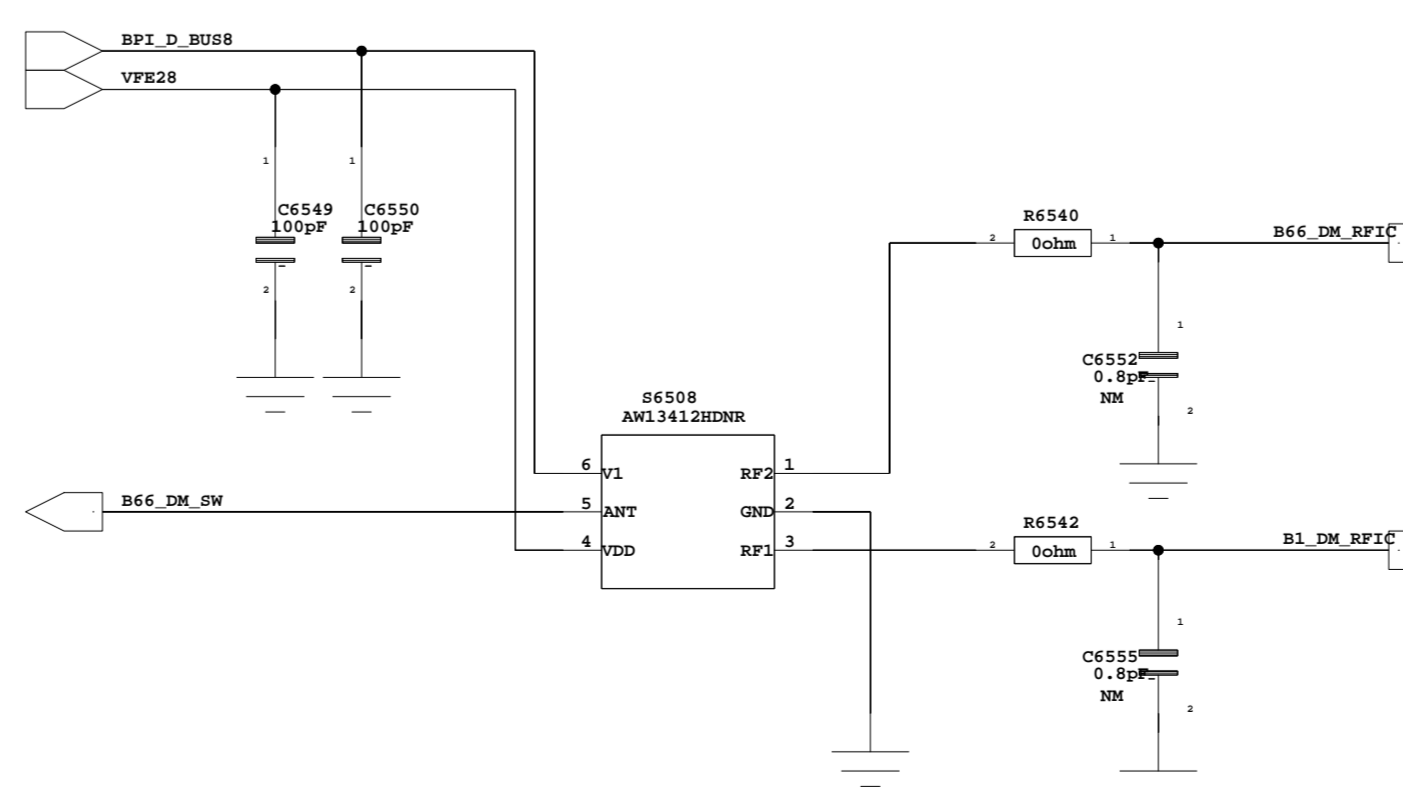 BPI_D_BUS8
VFE28
1 1
C6549 C6550
100pF 100pF
2 2
R6540
2 0ohm 1 B66_DM_RFIC
1
C6552
0.8pF
NM
2
S6508
AW13412HDNR
6 V1 RF2 1
B66_DM_SW 5 ANT GND 2
4 VDD RF1 3
R6542
2 0ohm 1 B1_DM_RFIC
1
C6555
0.8pF
NM
2